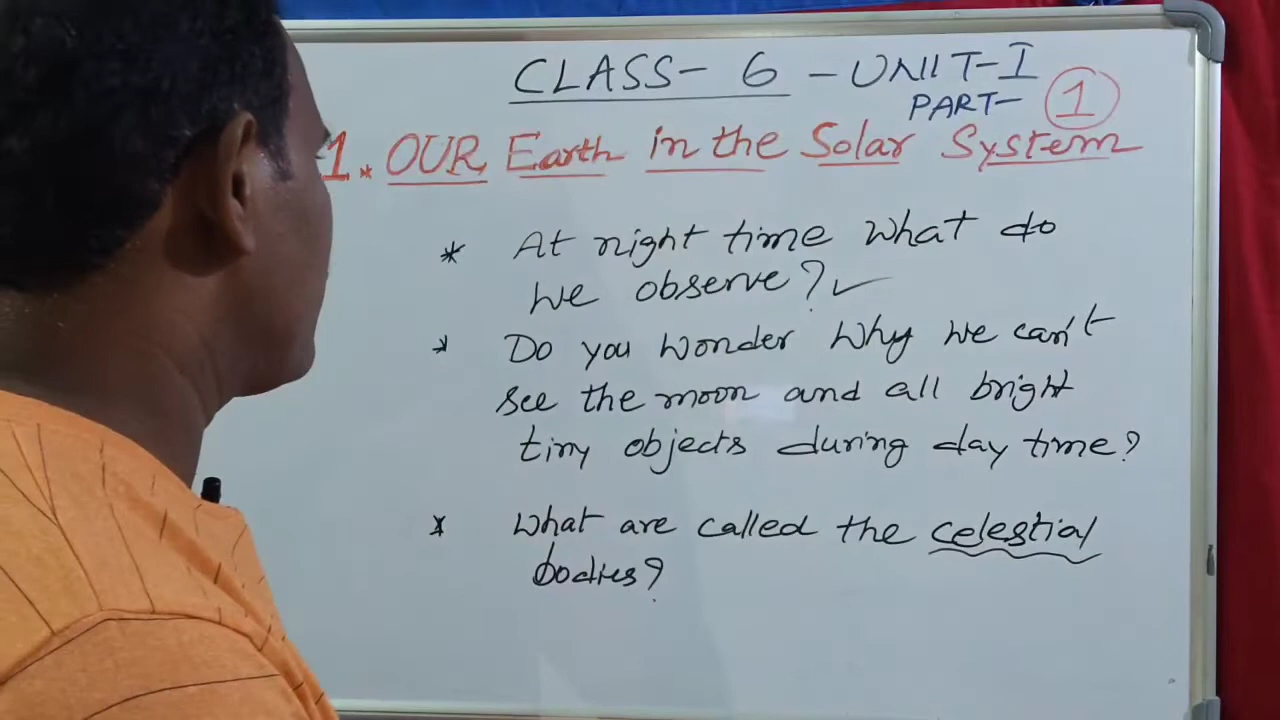 CLASS- 6 - UNIT-I
PART- 1
1. OUR Earth in the Solar System
* At night time what do
we observe? ✓
* Do you wonder why we can't
see the moon and all bright
tiny objects during day time?
* What are called the celestial
bodies?